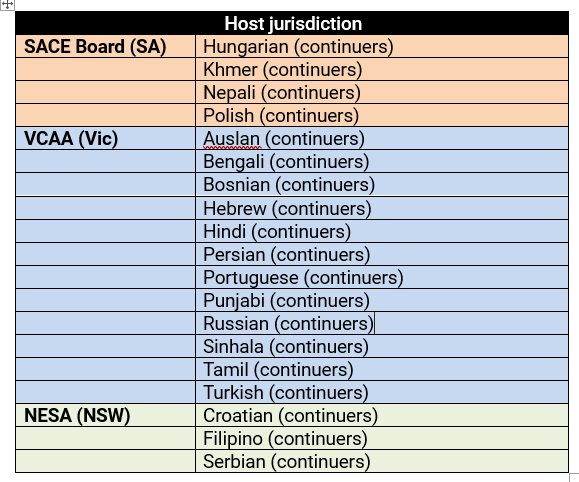 Host jurisdiction
SACE Board (SA) Hungarian (continuers)
Khmer (continuers)
Nepali (continuers)
Polish (continuers)
VCAA (Vic) Auslan (continuers)
Bengali (continuers)
Bosnian (continuers)
Hebrew (continuers)
Hindi (continuers)
Persian (continuers)
Portuguese (continuers)
Punjabi (continuers)
Russian (continuers)
Sinhala (continuers)
Tamil (continuers)
Turkish (continuers)
NESA (NSW) Croatian (continuers)
Filipino (continuers)
Serbian (continuers)